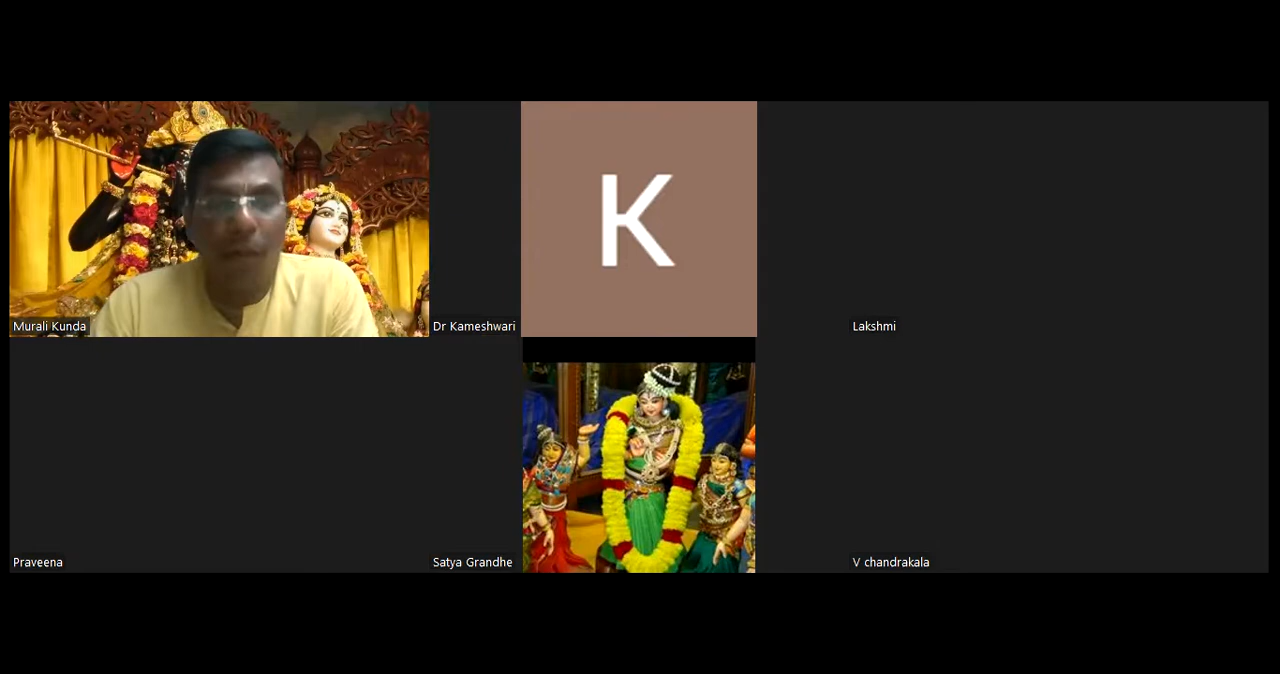 K
Murali Kunda
Dr Kameshwari
Lakshmi
Praveena
Satya Grandhe
V chandrakala